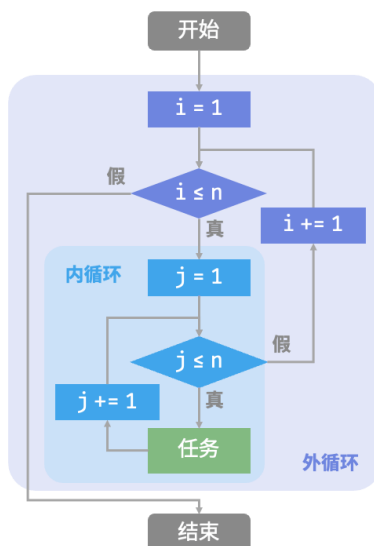 开始
i = 1
假
i ≤ n
i += 1
真
内循环
j = 1
j ≤ n
假
j += 1
真
任务
外循环
结束